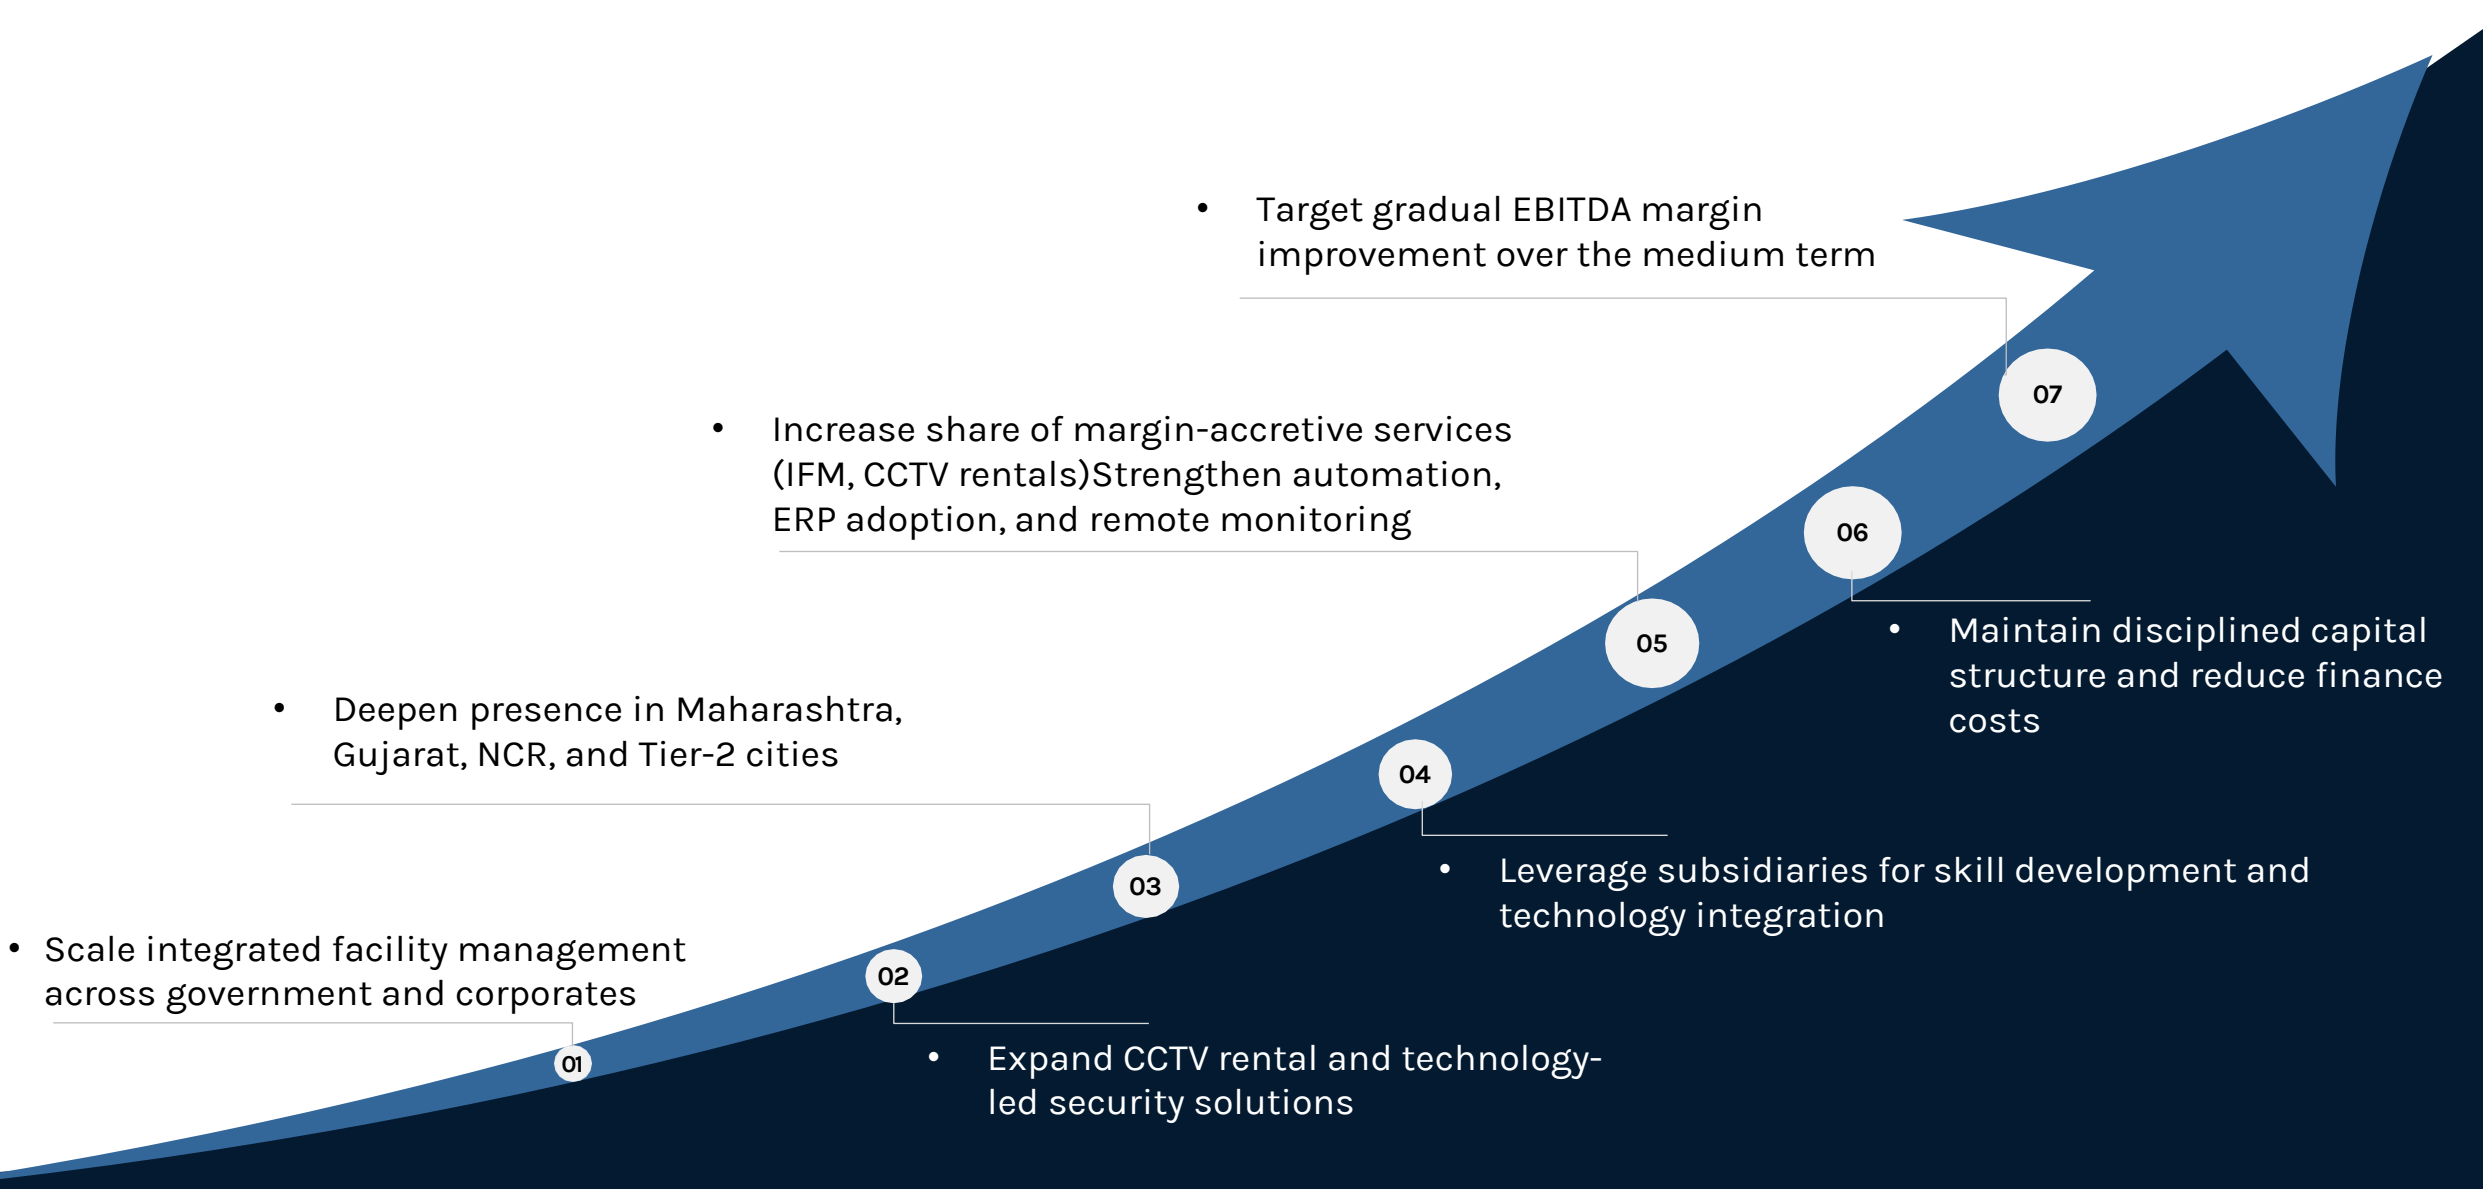 • Target gradual EBITDA margin
improvement over the medium term
07
• Increase share of margin-accretive services
(IFM, CCTV rentals)Strengthen automation,
ERP adoption, and remote monitoring
06
05
• Maintain disciplined capital
structure and reduce finance
costs
• Deepen presence in Maharashtra,
Gujarat, NCR, and Tier-2 cities
04
03
• Leverage subsidiaries for skill development and
technology integration
• Scale integrated facility management
across government and corporates
02
01
• Expand CCTV rental and technology-
led security solutions